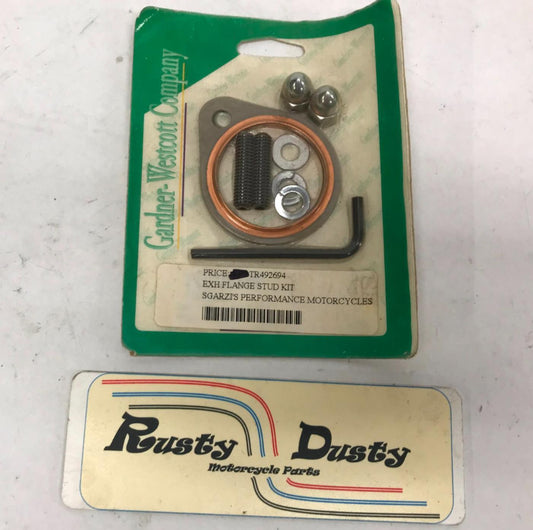 Gardner-Westcott Company
PRICE TR492694
EXH FLANGE STUD KIT
SGARZI'S PERFORMANCE MOTORCYCLES
Rusty Dusty
Motorcycle Parts